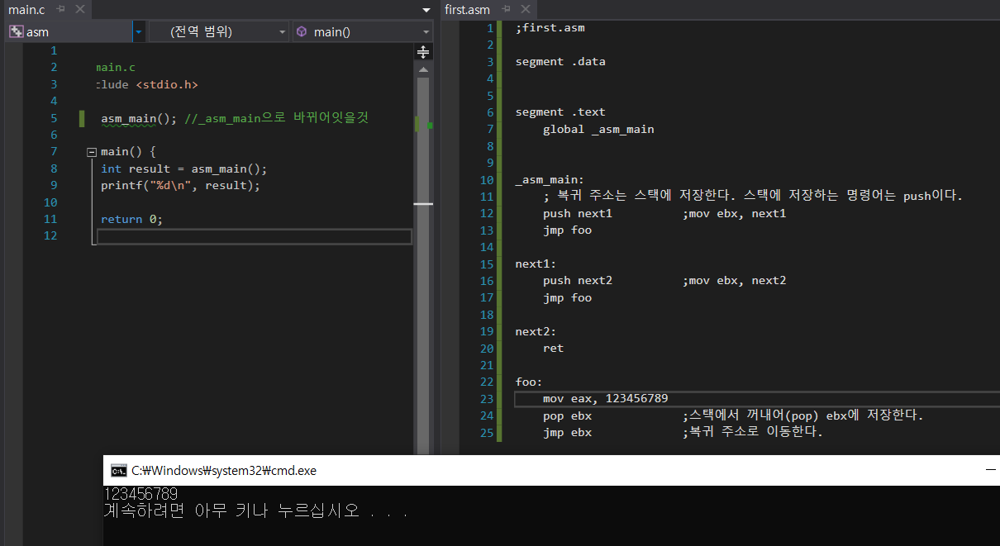 main.c
asm
(전역 범위)
main()
1
2 main.c
3 clude <stdio.h>
4
5 asm_main(); //_asm_main으로 바뀌어잇을것
6
7 main() {
8 int result = asm_main();
9 printf("%d\n", result);
10
11 return 0;
12
first.asm
1 ;first.asm
2
3 segment .data
4
5
6 segment .text
7 global _asm_main
8
9
10 _asm_main:
11 ; 복귀 주소는 스택에 저장한다. 스택에 저장하는 명령어는 push이다.
12 push next1 ;mov ebx, next1
13 jmp foo
14
15 next1:
16 push next2 ;mov ebx, next2
17 jmp foo
18
19 next2:
20 ret
21
22 foo:
23 mov eax, 123456789
24 pop ebx ;스택에서 꺼내어(pop) ebx에 저장한다.
25 jmp ebx ;복귀 주소로 이동한다.
C:₩Windows₩system32₩cmd.exe
123456789
계속하려면 아무 키나 누르십시오 . . .